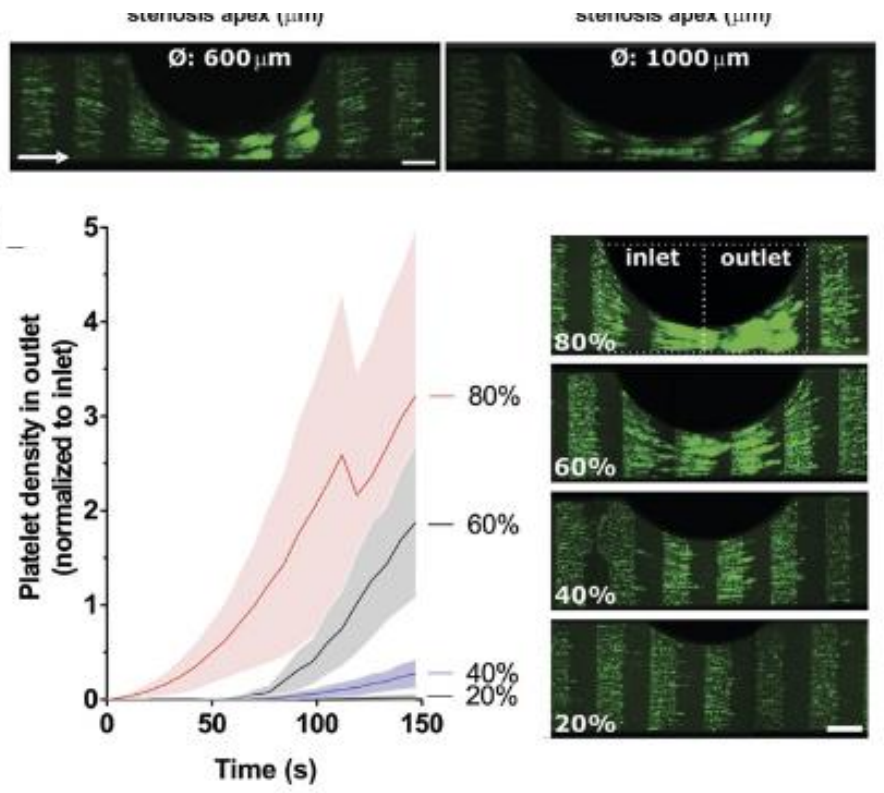 stenosis apex (μm)
stenosis apex (μm)
Ø: 600 μm
Ø: 1000 μm
Platelet density in outlet
(normalized to inlet)
5
4
3
2
1
0
0
50
100
150
Time (s)
80%
60%
40%
20%
inlet
outlet
80%
60%
40%
20%